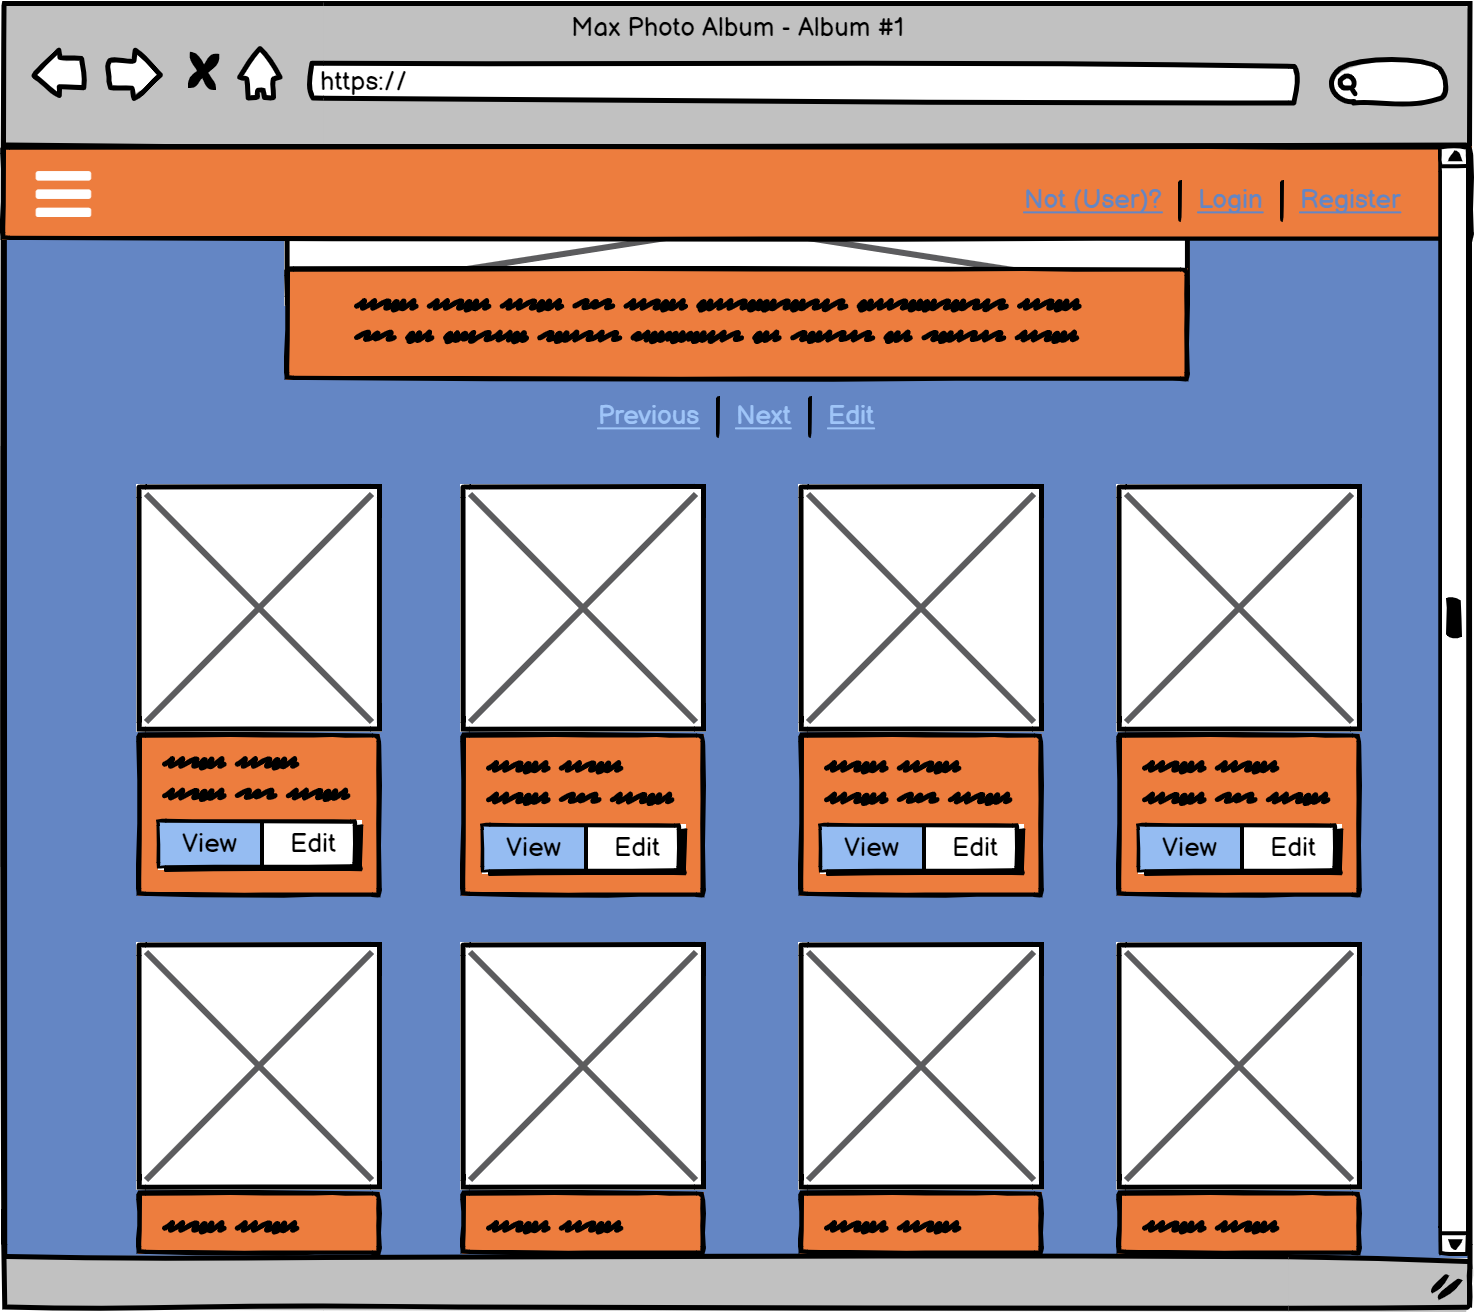 Max Photo Album - Album #1
https://
Not (User)? Login Register
Previous Next Edit
View Edit View Edit View Edit View Edit